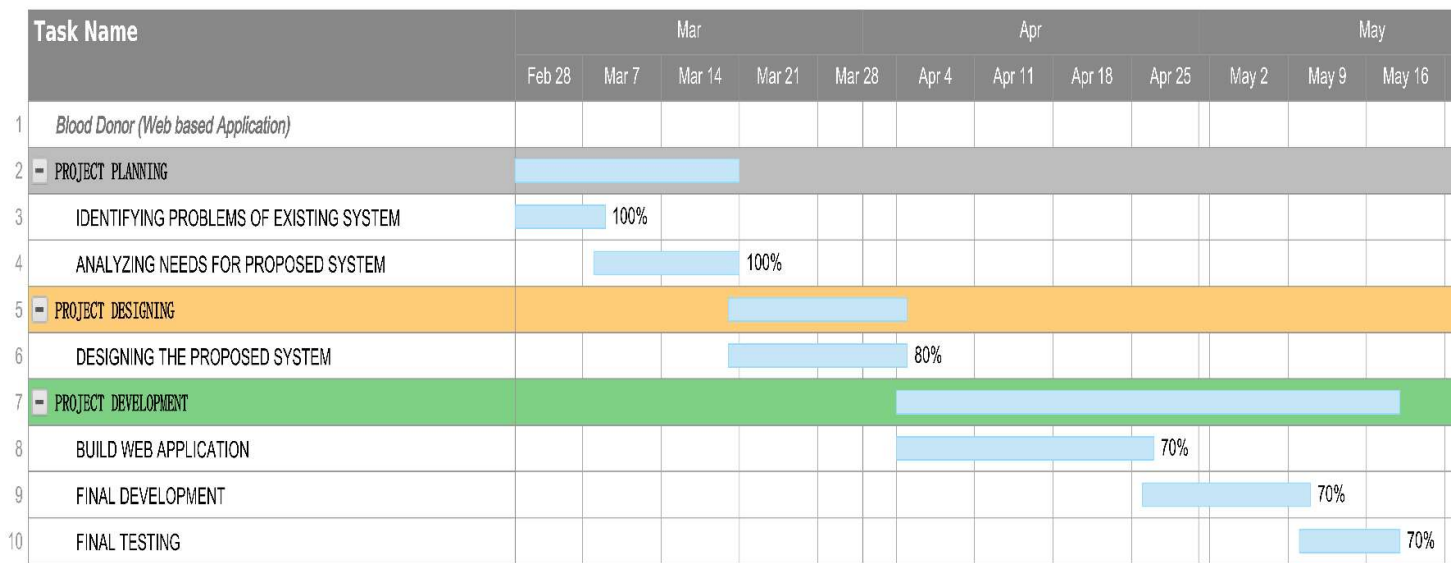 Task Name
Mar Apr May
Feb 28 Mar 7 Mar 14 Mar 21 Mar 28 Apr 4 Apr 11 Apr 18 Apr 25 May 2 May 9 May 16
1 Blood Donor (Web based Application)
2 PROJECT PLANNING
3 IDENTIFYING PROBLEMS OF EXISTING SYSTEM 100%
4 ANALYZING NEEDS FOR PROPOSED SYSTEM 100%
5 PROJECT DESIGNING
6 DESIGNING THE PROPOSED SYSTEM 80%
7 PROJECT DEVELOPMENT
8 BUILD WEB APPLICATION 70%
9 FINAL DEVELOPMENT 70%
10 FINAL TESTING 70%